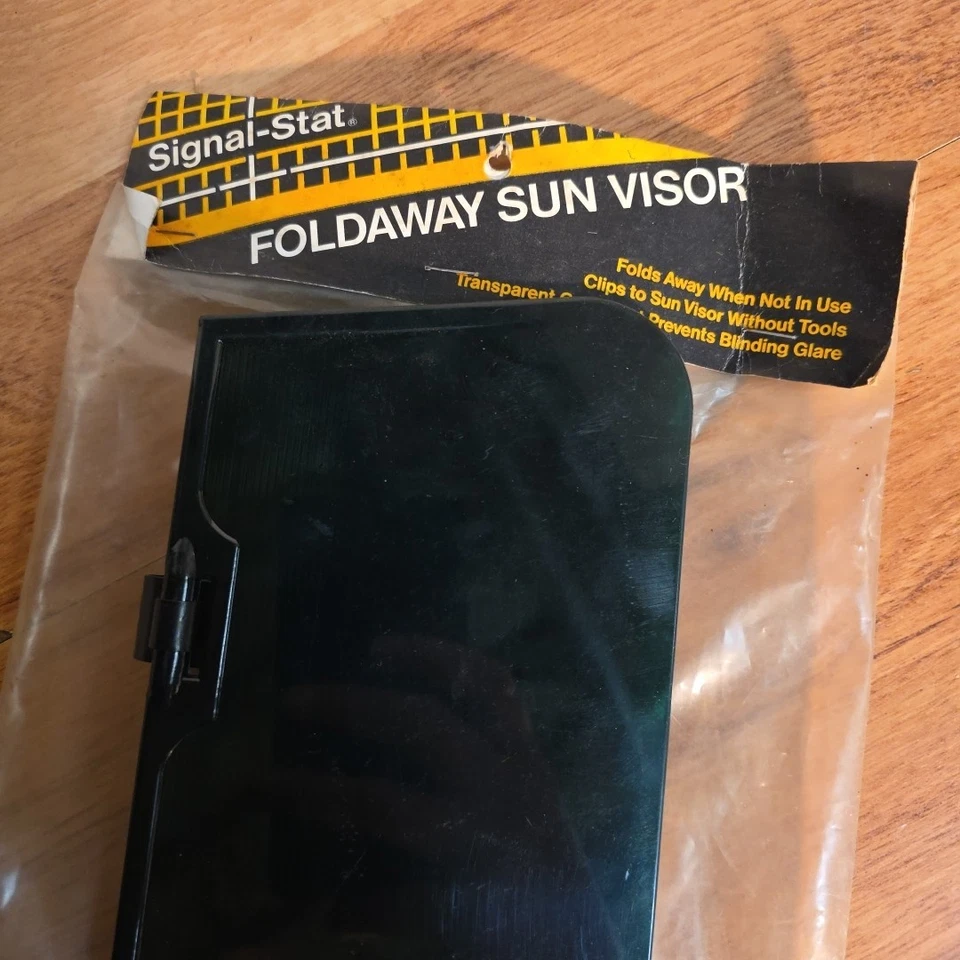 Signal-Stat®
FOLDAWAY SUN VISOR
Folds Away When Not In Use
Clips to Sun Visor Without Tools
Transparent
Prevents Blinding Glare